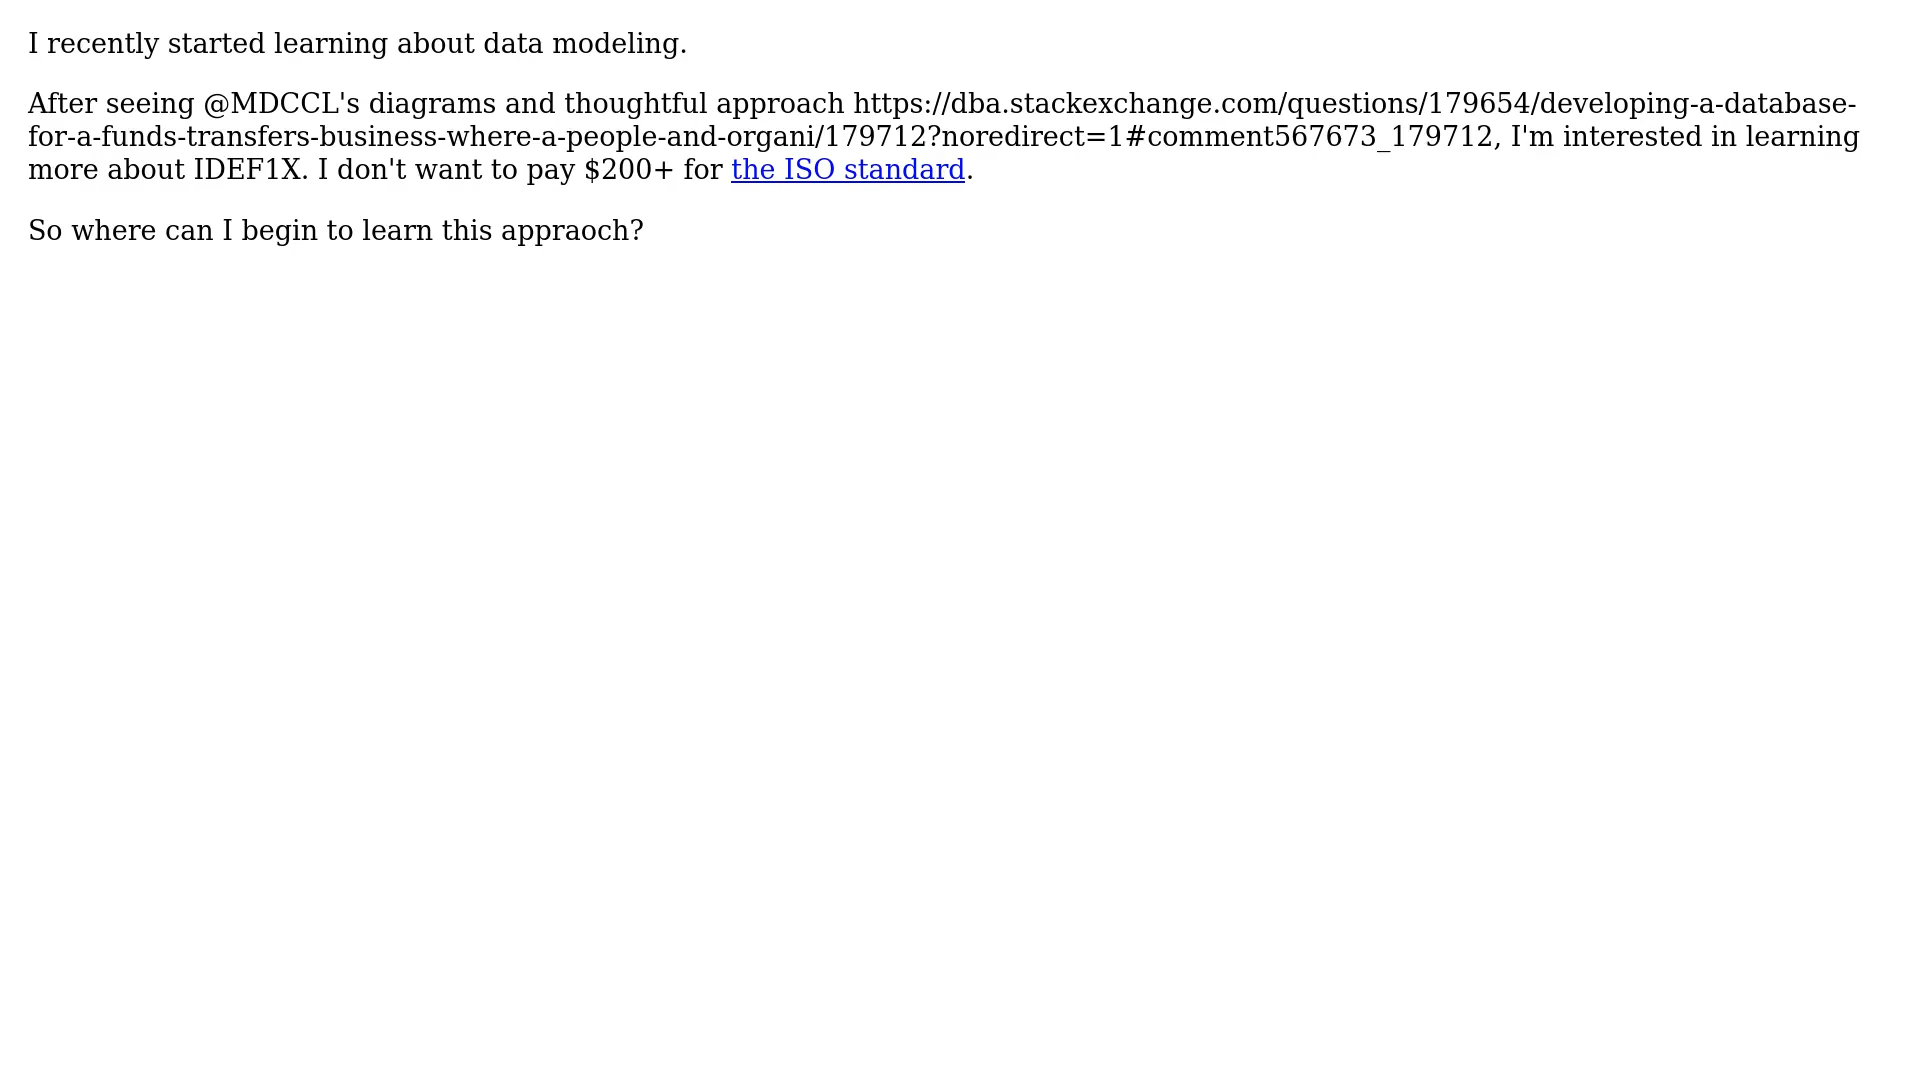 I recently started learning about data modeling.
After seeing @MDCCL's diagrams and thoughtful approach https://dba.stackexchange.com/questions/179654/developing-a-database-
for-a-funds-transfers-business-where-a-people-and-organi/179712?noredirect=1#comment567673_179712, I'm interested in learning
more about IDEF1X. I don't want to pay $200+ for the ISO standard.
So where can I begin to learn this appraoch?